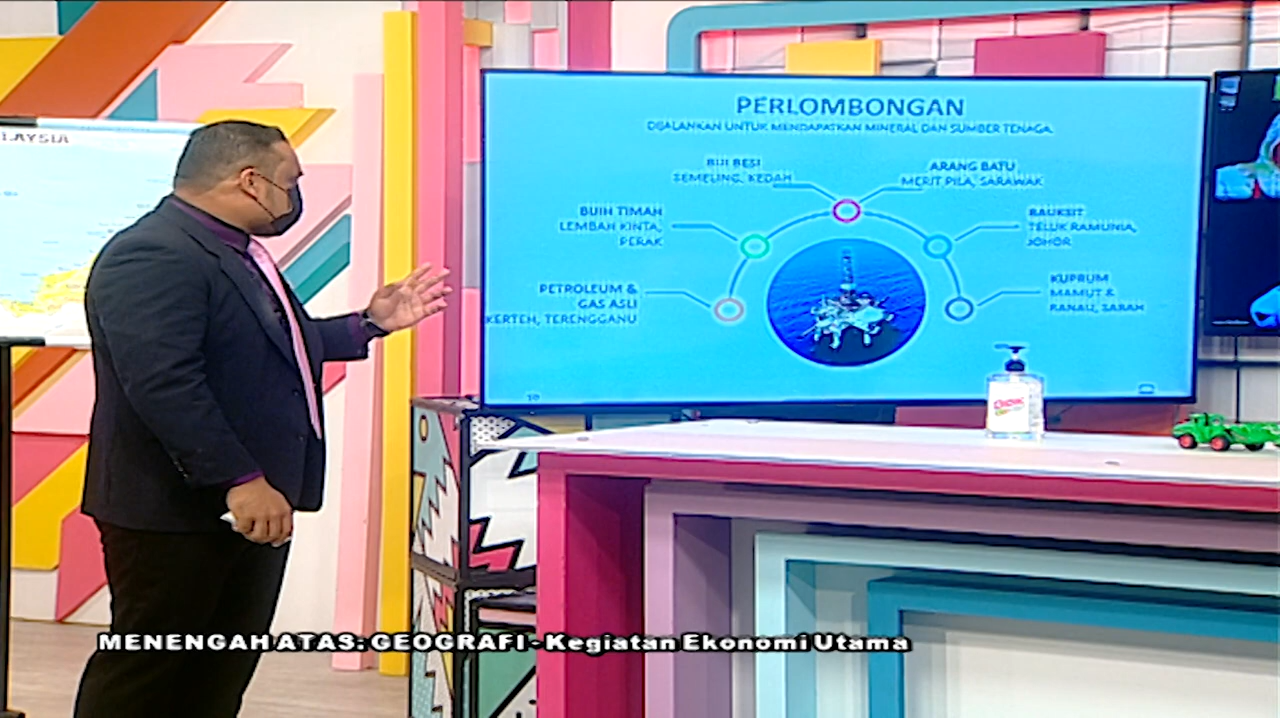 LAYSIA
PERLOMBONGAN
DIJALANKAN UNTUK MENDAPATKAN MINERAL DAN SUMBER TENAGA.
BIJI BESI
SEMELING, KEDAH
ARANG BATU
MERIT PILA, SARAWAK
BIJIH TIMAH
LEMBAH KINTA,
PERAK
BAUKSIT
TELUK RAMUNIA,
JOHOR
PETROLEUM &
GAS ASLI
KERTEH, TERENGGANU
KUPRUM
MAMUT &
RANAU, SABAH
MENENGAH ATAS: GEOGRAFI - Kegiatan Ekonomi Utama